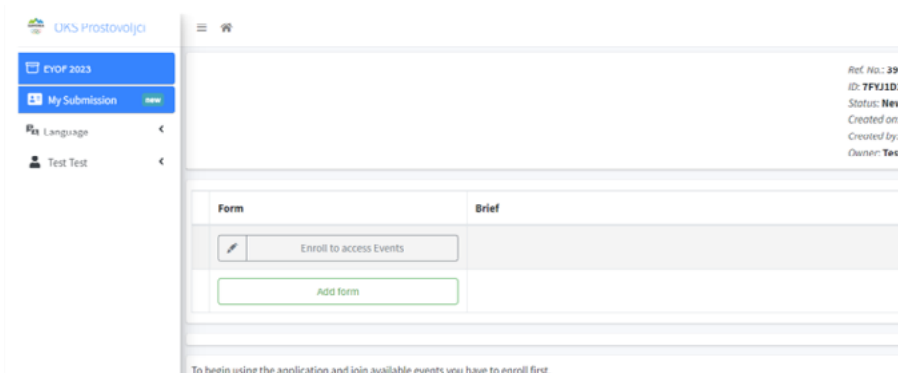 OKS Prostovoljci
EYOF 2023
My Submission new
Language
Test Test
Ref. No.: 39
ID: 7FYJ1D
Status: New
Created on
Created by:
Owner: Tes
Form Brief
Enroll to access Events
Add form
To begin using the application and join available events you have to enroll first